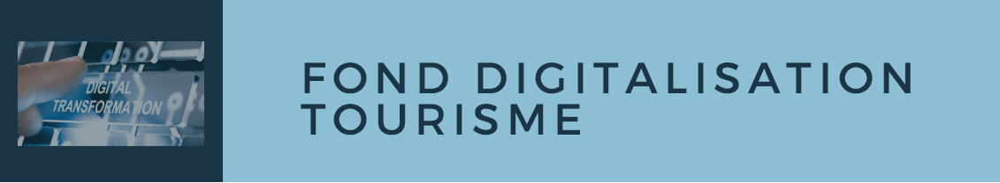 DIGITAL
TRANSFORMATION
FOND DIGITALISATION
TOURISME